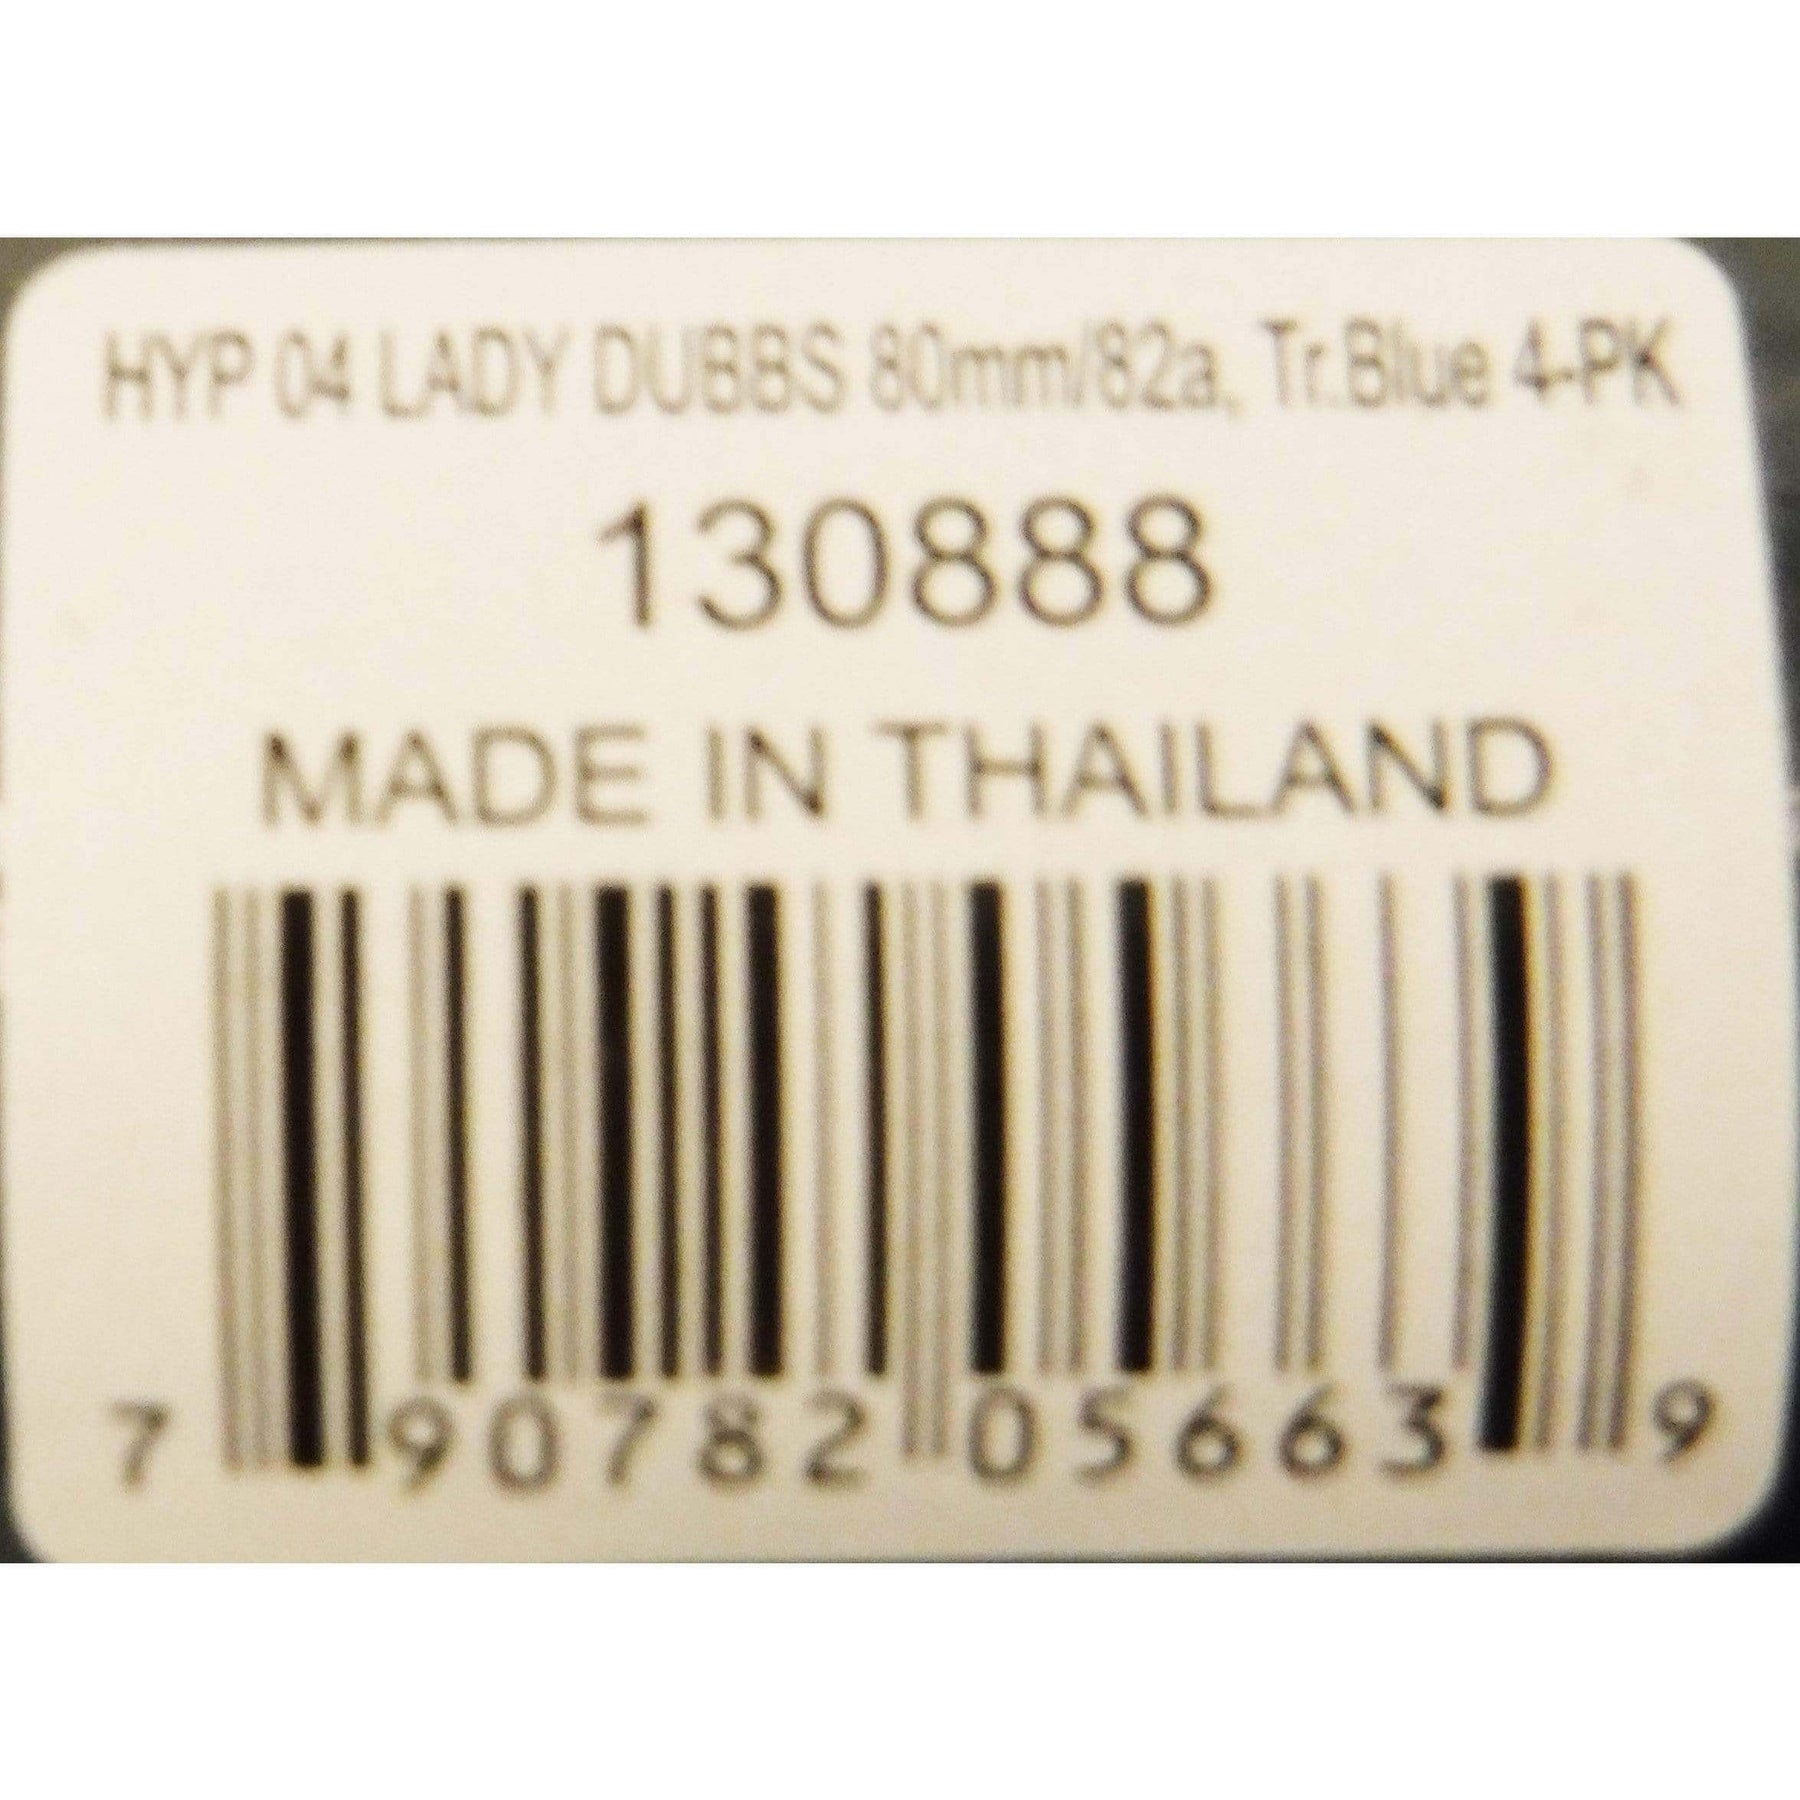 HYP 04 LADY DUBBS 80mm/82a, Tr.Blue 4-PK
130888
MADE IN THAILAND
7 90782 05663 9